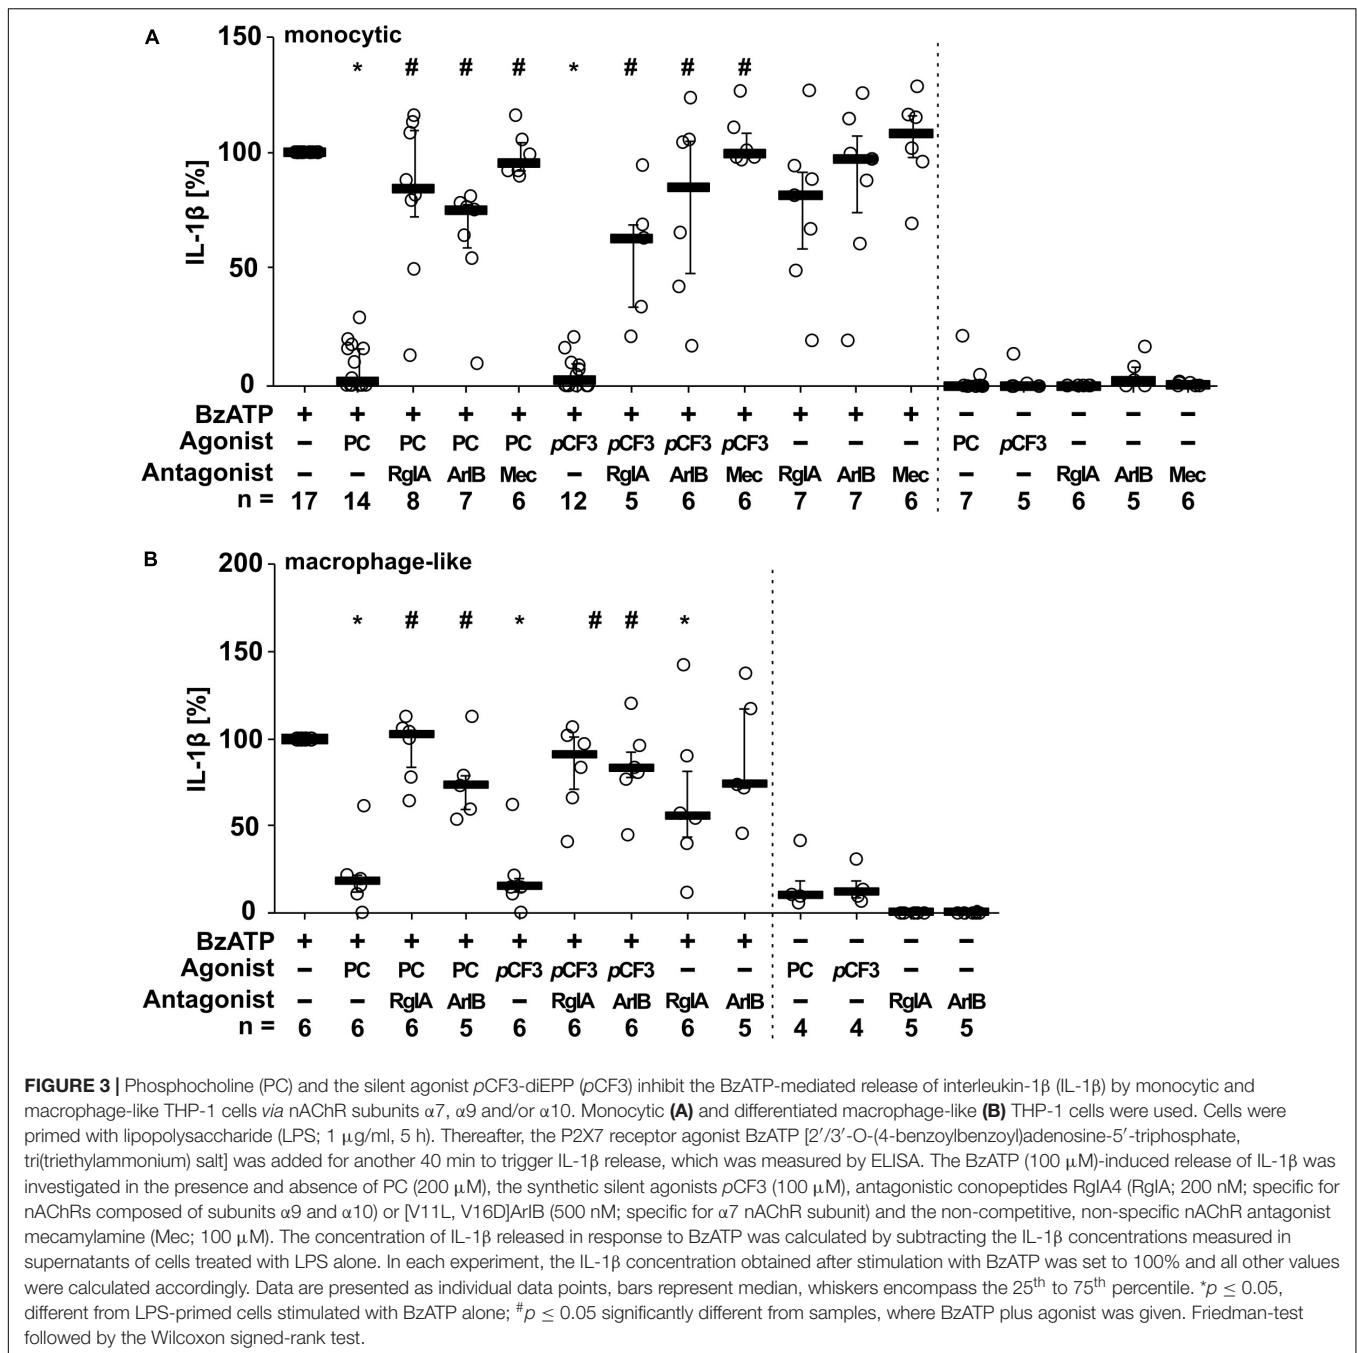 A
150 monocytic
* # # # * # # #
100
IL-1β [%]
50
0
BzATP + + + + + + + + + + + + – – – – –
Agonist – PC PC PC PC pCF3 pCF3 pCF3 pCF3 – – – PC pCF3 – – –
Antagonist – – RgIA ArIB Mec – RgIA ArIB Mec RgIA ArIB Mec – – RgIA ArIB Mec
n = 17 14 8 7 6 12 5 6 6 7 7 6 7 5 6 5 6
B
200 macrophage-like
* # # * # # *
150
IL-1β [%]
100
50
0
BzATP + + + + + + + + + – – – –
Agonist – PC PC PC pCF3 pCF3 pCF3 – – PC pCF3 – –
Antagonist – – RgIA ArIB – RgIA ArIB RgIA ArIB – – RgIA ArIB
n = 6 6 6 5 6 6 6 6 5 4 4 5 5
FIGURE 3 | Phosphocholine (PC) and the silent agonist pCF3-diEPP (pCF3) inhibit the BzATP-mediated release of interleukin-1β (IL-1β) by monocytic and
macrophage-like THP-1 cells via nAChR subunits α7, α9 and/or α10. Monocytic (A) and differentiated macrophage-like (B) THP-1 cells were used. Cells were
primed with lipopolysaccharide (LPS; 1 μg/ml, 5 h). Thereafter, the P2X7 receptor agonist BzATP [2′/3′-O-(4-benzoylbenzoyl)adenosine-5′-triphosphate,
tri(triethylammonium) salt] was added for another 40 min to trigger IL-1β release, which was measured by ELISA. The BzATP (100 μM)-induced release of IL-1β was
investigated in the presence and absence of PC (200 μM), the synthetic silent agonists pCF3 (100 μM), antagonistic conopeptides RgIA4 (RgIA; 200 nM; specific for
nAChRs composed of subunits α9 and α10) or [V11L, V16D]ArIB (500 nM; specific for α7 nAChR subunit) and the non-competitive, non-specific nAChR antagonist
mecamylamine (Mec; 100 μM). The concentration of IL-1β released in response to BzATP was calculated by subtracting the IL-1β concentrations measured in
supernatants of cells treated with LPS alone. In each experiment, the IL-1β concentration obtained after stimulation with BzATP was set to 100% and all other values
were calculated accordingly. Data are presented as individual data points, bars represent median, whiskers encompass the 25th to 75th percentile. *p ≤ 0.05,
different from LPS-primed cells stimulated with BzATP alone; #p ≤ 0.05 significantly different from samples, where BzATP plus agonist was given. Friedman-test
followed by the Wilcoxon signed-rank test.